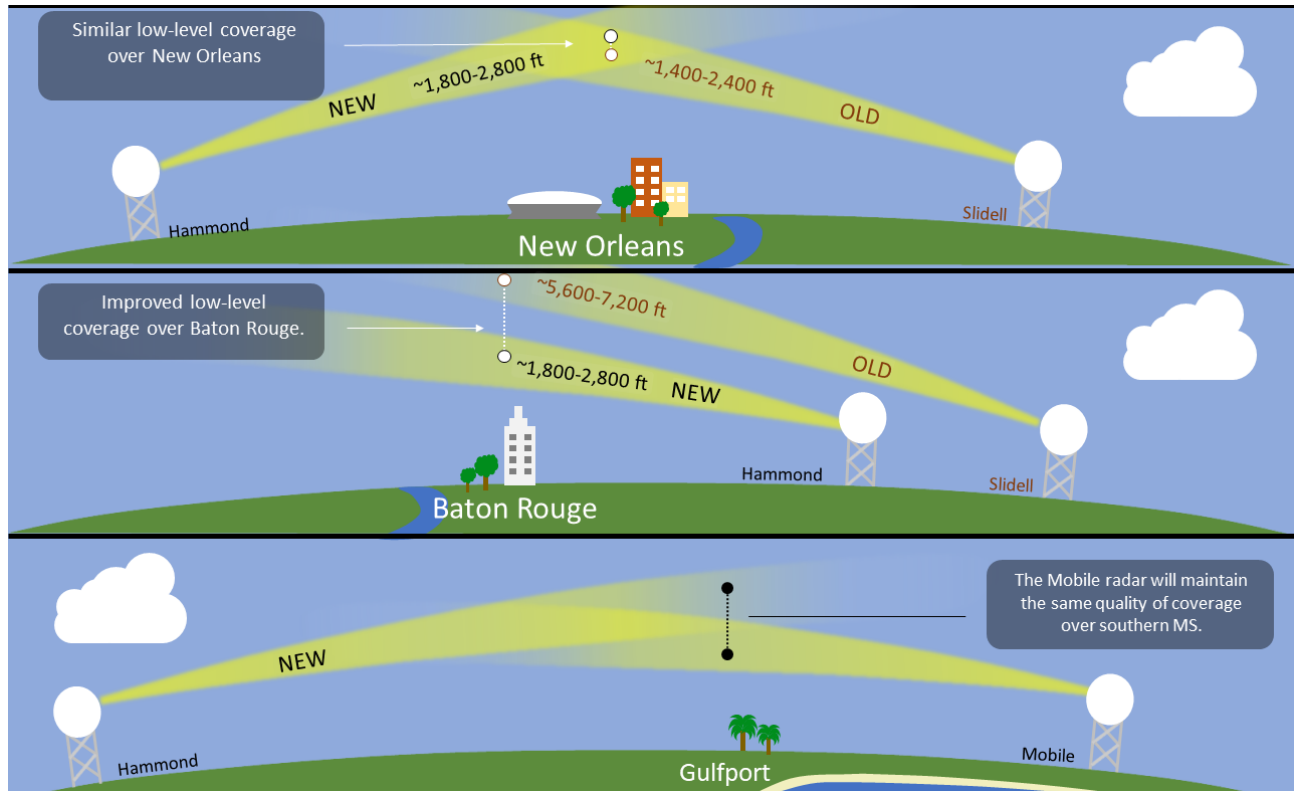 Similar low-level coverage
over New Orleans
NEW
~1,800-2,800 ft
~1,400-2,400 ft
OLD
Hammond
Slidell
New Orleans
Improved low-level
coverage over Baton Rouge.
~5,600-7,200 ft
OLD
~1,800-2,800 ft
NEW
Hammond
Slidell
Baton Rouge
The Mobile radar will maintain
the same quality of coverage
over southern MS.
NEW
Hammond
Mobile
Gulfport